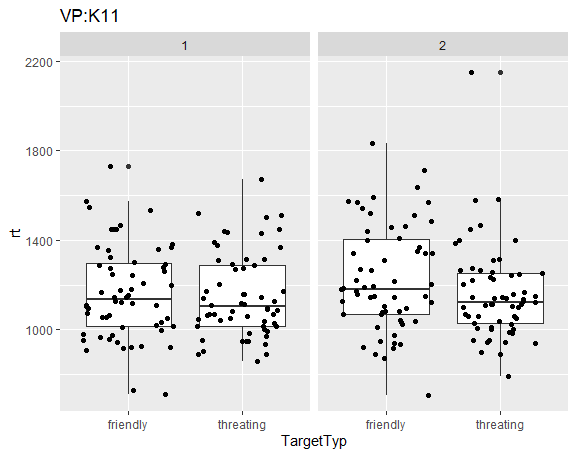 VP:K11
1 2
2200
1800
1400
1000
rt
friendly threating friendly threating
TargetTyp